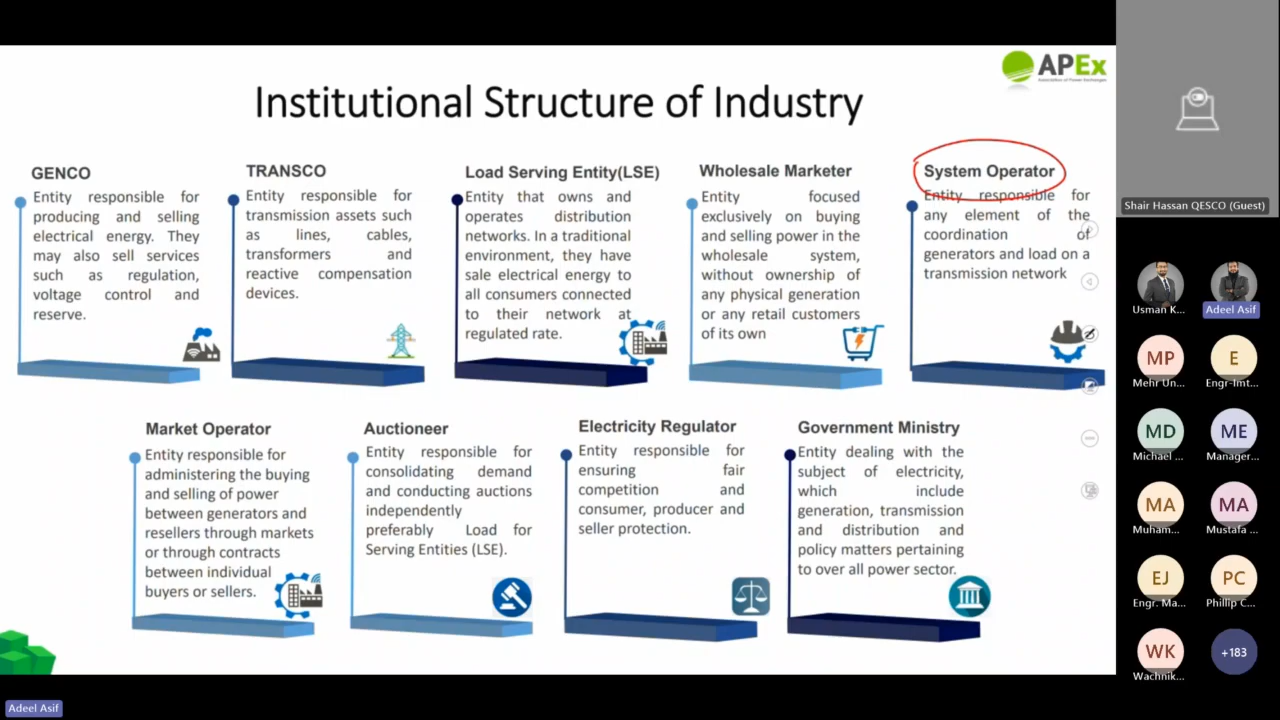 APEx
Association of Power Exchanges
Institutional Structure of Industry
GENCO
Entity responsible for
producing and selling
electrical energy. They
may also sell services
such as regulation,
voltage control and
reserve.
TRANSCO
Entity responsible for
transmission assets such
as lines, cables,
transformers and
reactive compensation
devices.
Load Serving Entity(LSE)
Entity that owns and
operates distribution
networks. In a traditional
environment, they have
sale electrical energy to
all consumers connected
to their network at
regulated rate.
Wholesale Marketer
Entity focused
exclusively on buying
and selling power in the
wholesale system,
without ownership of
any physical generation
or any retail customers
of its own
System Operator
Entity responsible for
any element of the
coordination of
generators and load on a
transmission network
Market Operator
Entity responsible for
administering the buying
and selling of power
between generators and
resellers through markets
or through contracts
between individual
buyers or sellers.
Auctioneer
Entity responsible for
consolidating demand
and conducting auctions
independently
preferably Load for
Serving Entities (LSE).
Electricity Regulator
Entity responsible for
ensuring fair
competition and
consumer, producer and
seller protection.
Government Ministry
Entity dealing with the
subject of electricity,
which include
generation, transmission
and distribution and
policy matters pertaining
to over all power sector.
Adeel Asif
Shair Hassan QESCO (Guest)
Usman K...
Adeel Asif
MP
Mehr Un...
E
Engr-Imt...
MD
Michael ...
ME
Manager...
MA
Muham...
MA
Mustafa ...
EJ
Engr. Ma...
PC
Phillip C...
WK
Wachnik...
+183